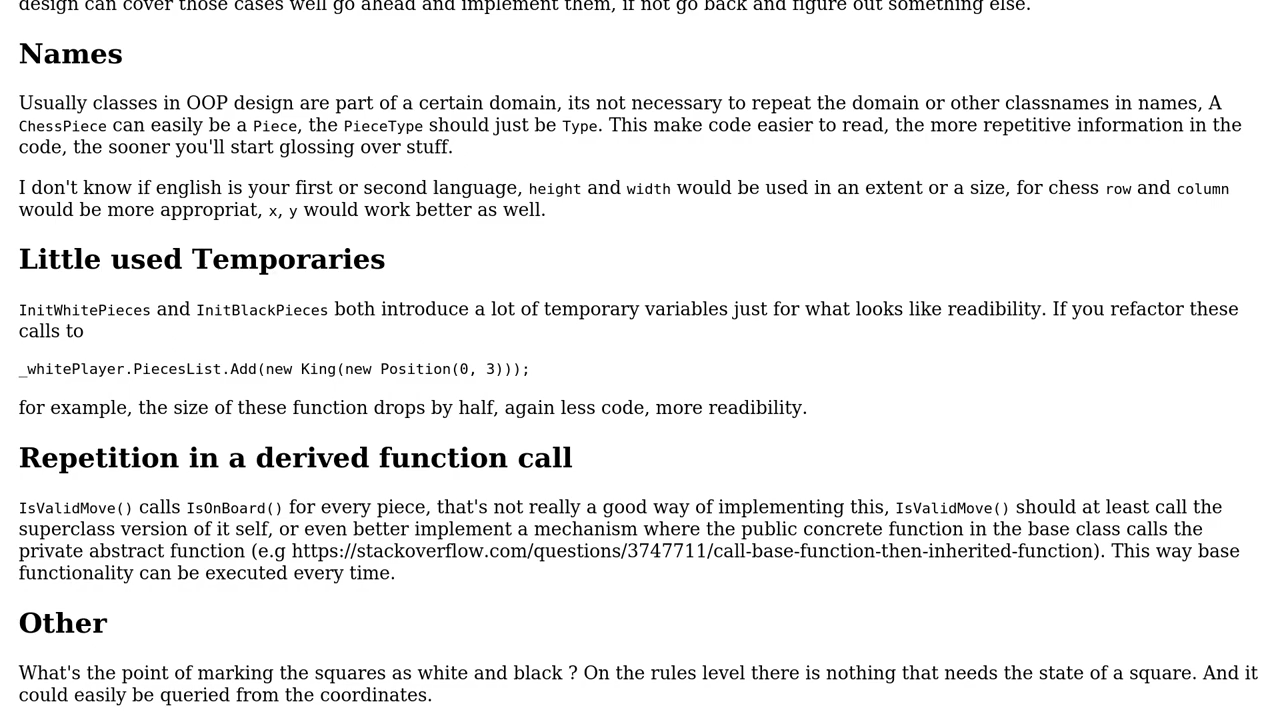 design can cover those cases well go ahead and implement them, if not go back and figure out something else.
Names
Usually classes in OOP design are part of a certain domain, its not necessary to repeat the domain or other classnames in names, A
ChessPiece can easily be a Piece, the PieceType should just be Type. This make code easier to read, the more repetitive information in the
code, the sooner you'll start glossing over stuff.
I don't know if english is your first or second language, height and width would be used in an extent or a size, for chess row and column
would be more appropriat, x, y would work better as well.
Little used Temporaries
InitWhitePieces and InitBlackPieces both introduce a lot of temporary variables just for what looks like readibility. If you refactor these
calls to
_whitePlayer.PiecesList.Add(new King(new Position(0, 3)));
for example, the size of these function drops by half, again less code, more readibility.
Repetition in a derived function call
IsValidMove() calls IsOnBoard() for every piece, that's not really a good way of implementing this, IsValidMove() should at least call the
superclass version of it self, or even better implement a mechanism where the public concrete function in the base class calls the
private abstract function (e.g https://stackoverflow.com/questions/3747711/call-base-function-then-inherited-function). This way base
functionality can be executed every time.
Other
What's the point of marking the squares as white and black ? On the rules level there is nothing that needs the state of a square. And it
could easily be queried from the coordinates.